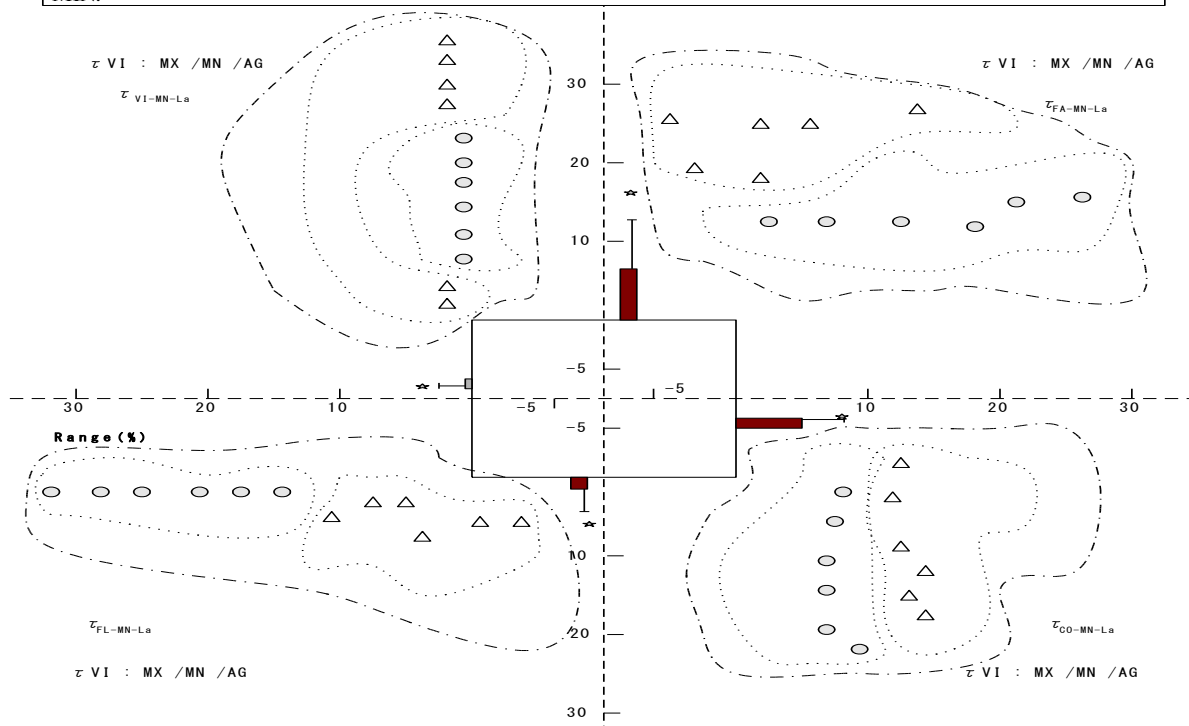 τ VI : MX /MN /AG
τ VI-MN-La
τ VI : MX /MN /AG
τFA-MN-La
30
20
10
-5
-5
-5
-5
30
20
10
10
20
30
Range(%)
10
20
30
τFL-MN-La
τ VI : MX /MN /AG
τCO-MN-La
τ VI : MX /MN /AG